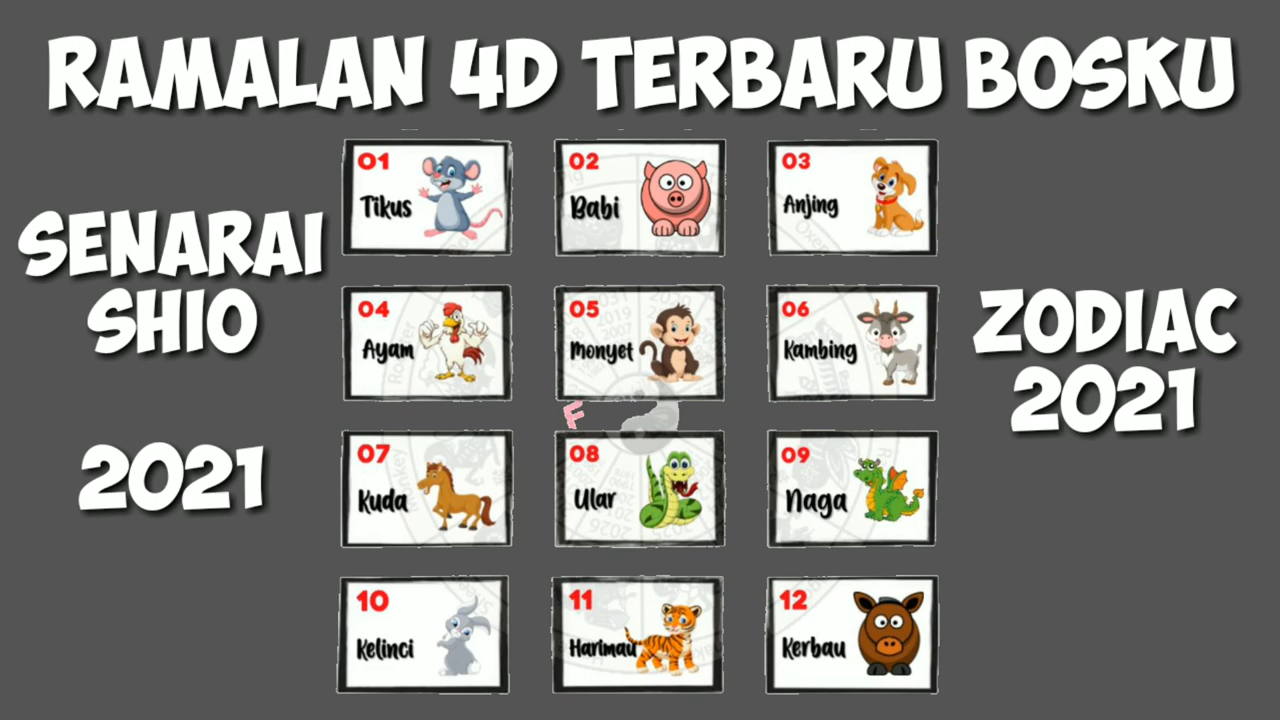 RAMALAN 4D TERBARU BOSKU
SENARAI
SHIO
2021
01
Tikus
02
Babi
03
Anjing
04
Ayam
05
Monyet
06
Kambing
07
Kuda
08
Ular
09
Naga
10
Kelinci
11
Harimau
12
Kerbau
F
ZODIAC
2021